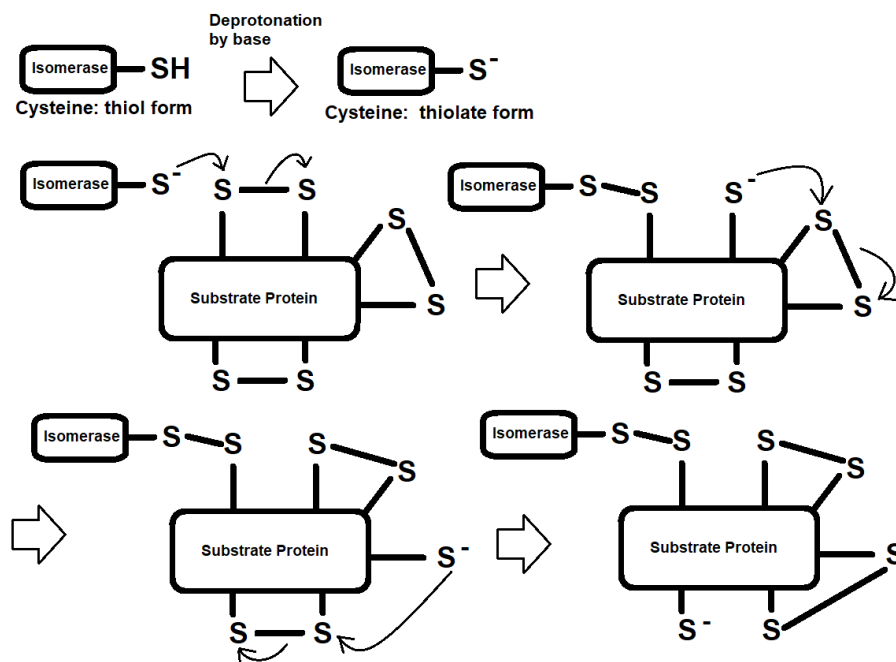 Deprotonation
by base
Isomerase SH
Isomerase S-
Cysteine: thiol form
Cysteine: thiolate form
Isomerase S- S S
S
S
Substrate Protein
S S
Isomerase S S S-
S
S
Substrate Protein
S S
Isomerase S S S
S
Substrate Protein
S-
S S
Isomerase S S S
S
Substrate Protein
S
S- S